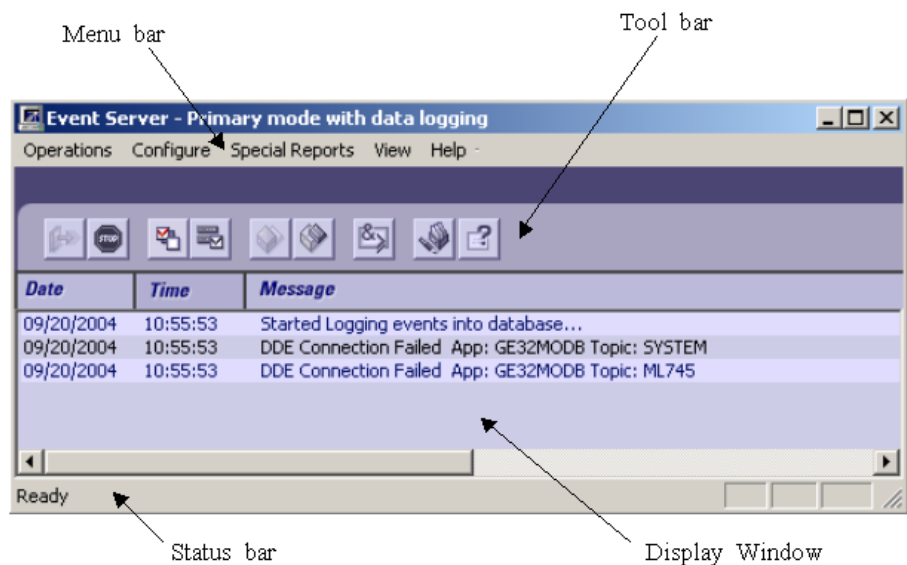 Menu bar
Tool bar
Event Server - Primary mode with data logging
Operations Configure Special Reports View Help
STOP
&
?
Date Time Message
09/20/2004 10:55:53 Started Logging events into database...
09/20/2004 10:55:53 DDE Connection Failed App: GE32MODB Topic: SYSTEM
09/20/2004 10:55:53 DDE Connection Failed App: GE32MODB Topic: ML745
Ready
Status bar
Display Window